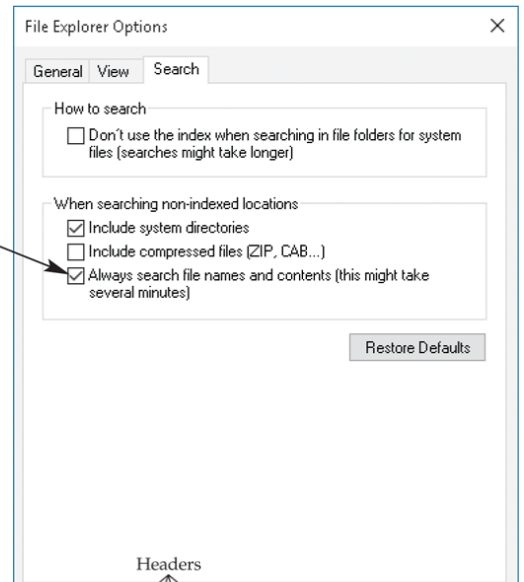 File Explorer Options
General View Search
How to search
Don't use the index when searching in file folders for system
files (searches might take longer)
When searching non-indexed locations
Include system directories
Include compressed files (ZIP, CAB...)
Always search file names and contents (this might take
several minutes)
Restore Defaults
Headers